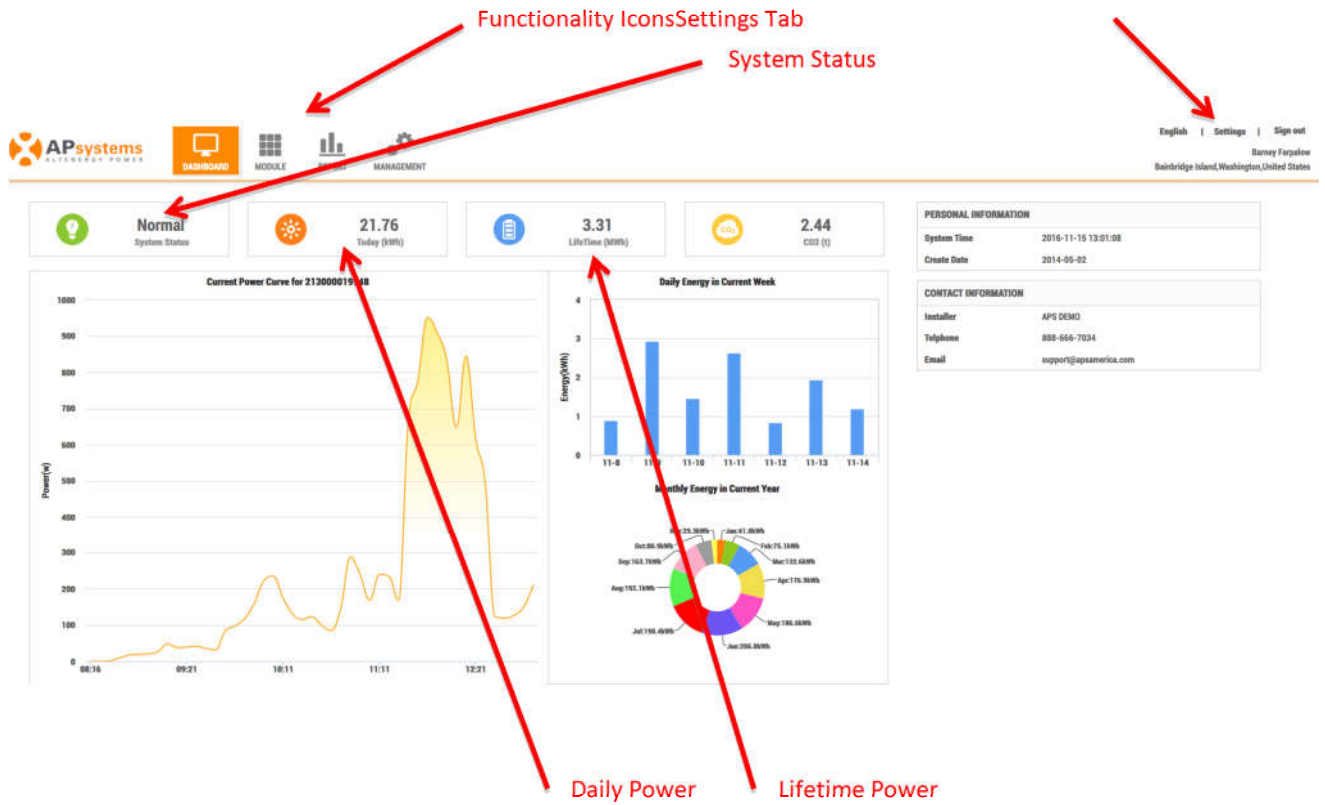 Functionality IconsSettings Tab
System Status
APsystems
ALTENERGY POWER
DASHBOARD
MODULE
MANAGEMENT
English | Settings | Sign out
Barney Farpalow
Bainbridge Island,Washington,United States
Normal
System Status
21.76
Today (kWh)
3.31
LifeTime (MWh)
CO2
2.44
CO2 (t)
PERSONAL INFORMATION
System Time 2016-11-15 13:01:08
Create Date 2014-05-02
CONTACT INFORMATION
Installer APS DEMO
Telphone 888-666-7034
Email support@apsamerica.com
Current Power Curve for
1000
900
800
700
600
500
400
300
200
100
0
Power(w)
08:16 09:21 10:11 11:11 12:21
Daily Energy in Current Week
4
3
2
1
0
Energy(kWh)
11-8 11-10 11-11 11-12 11-13 11-14
Monthly Energy in Current Year
Jan:41.8kWh
Feb:75.1kWh
Mar:132.6kWh
Apr:176.9kWh
May:186.6kWh
Jun:206.8kWh
Jul:198.4kWh
Aug:192.1kWh
Sep:163.7kWh
Oct:86.9kWh
Daily Power
Lifetime Power